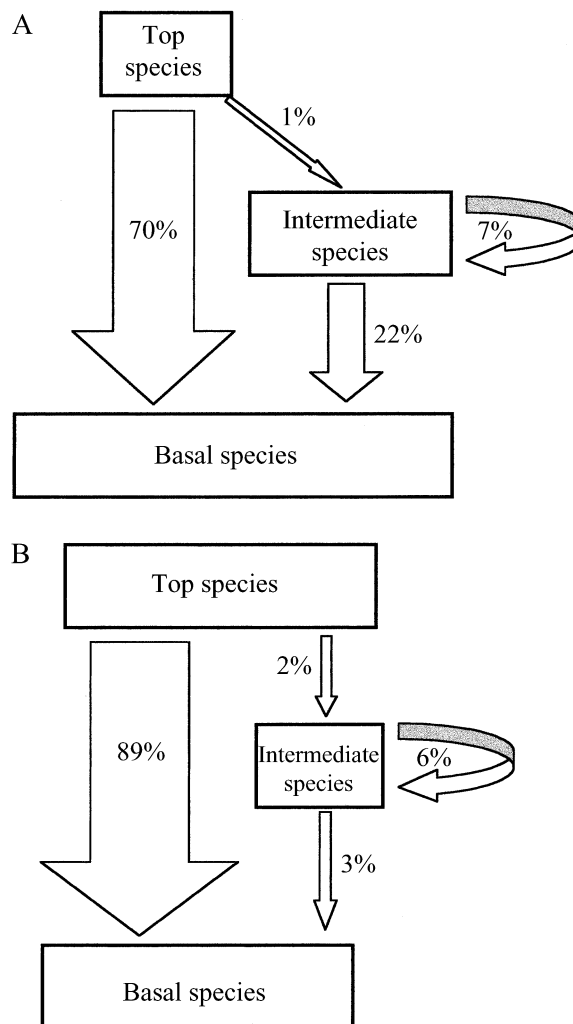 A
Top
species
1%
70%
Intermediate
species
7%
22%
Basal species
B
Top species
2%
89%
Intermediate
species
6%
3%
Basal species